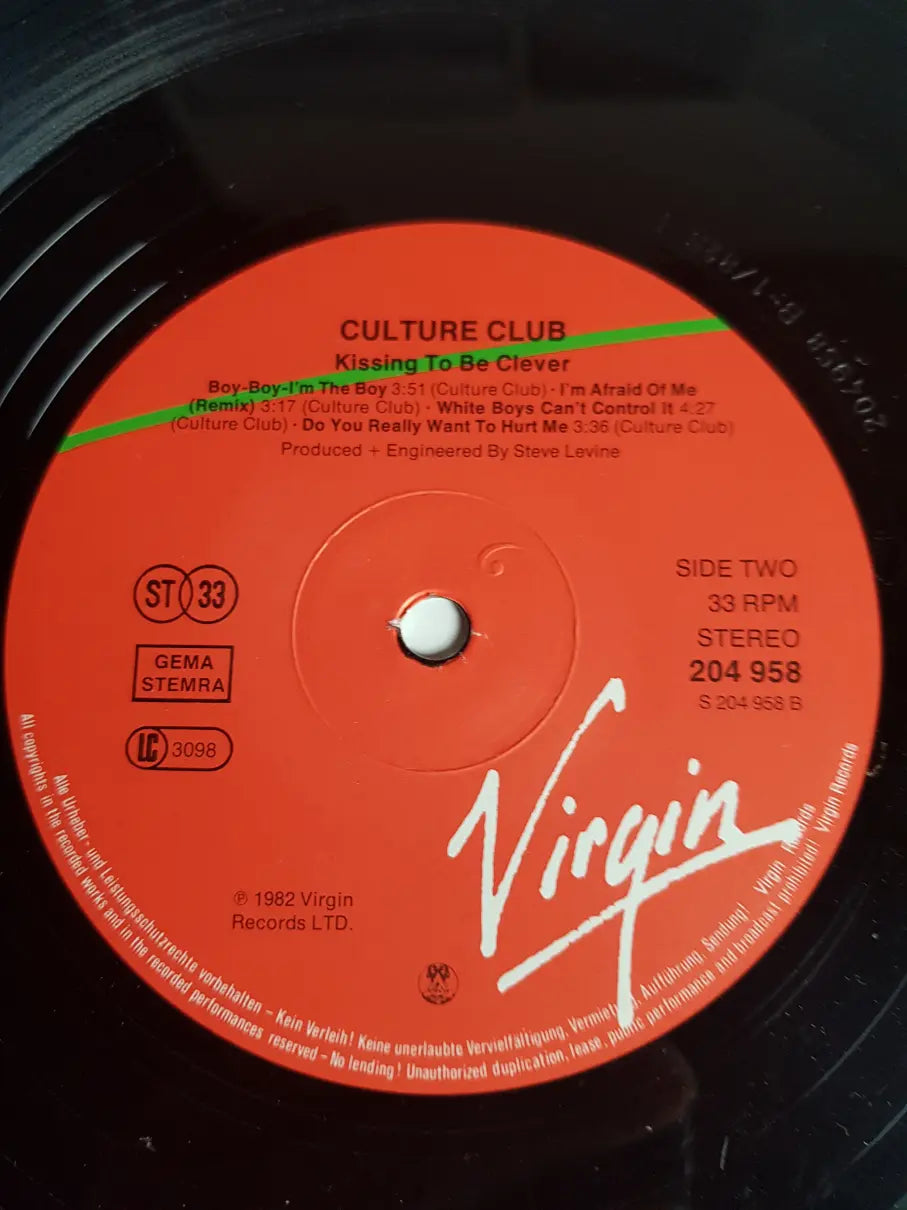 CULTURE CLUB
Kissing To Be Clever
Boy-Boy-I'm The Boy 3:51 (Culture Club) · I'm Afraid Of Me
(Remix) 3:17 (Culture Club) · White Boys Can't Control It 4:27
(Culture Club) · Do You Really Want To Hurt Me 3:36 (Culture Club)
Produced + Engineered By Steve Levine
ST 33
GEMA
STEMRA
LC 3098
SIDE TWO
33 RPM
STEREO
204 958
S 204 958 B
Virgin
℗ 1982 Virgin
Records LTD.
Alle Urheber- und Leistungsschutzrechte vorbehalten – Kein Verleih! Keine unerlaubte Vervielfältigung, Vermietung, Aufführung, Sendung! Virgin Records
All copyrights in the recorded works and in the recorded performances reserved – No lending! Unauthorized duplication, lease, public performance and broadcast prohibited! Virgin Records